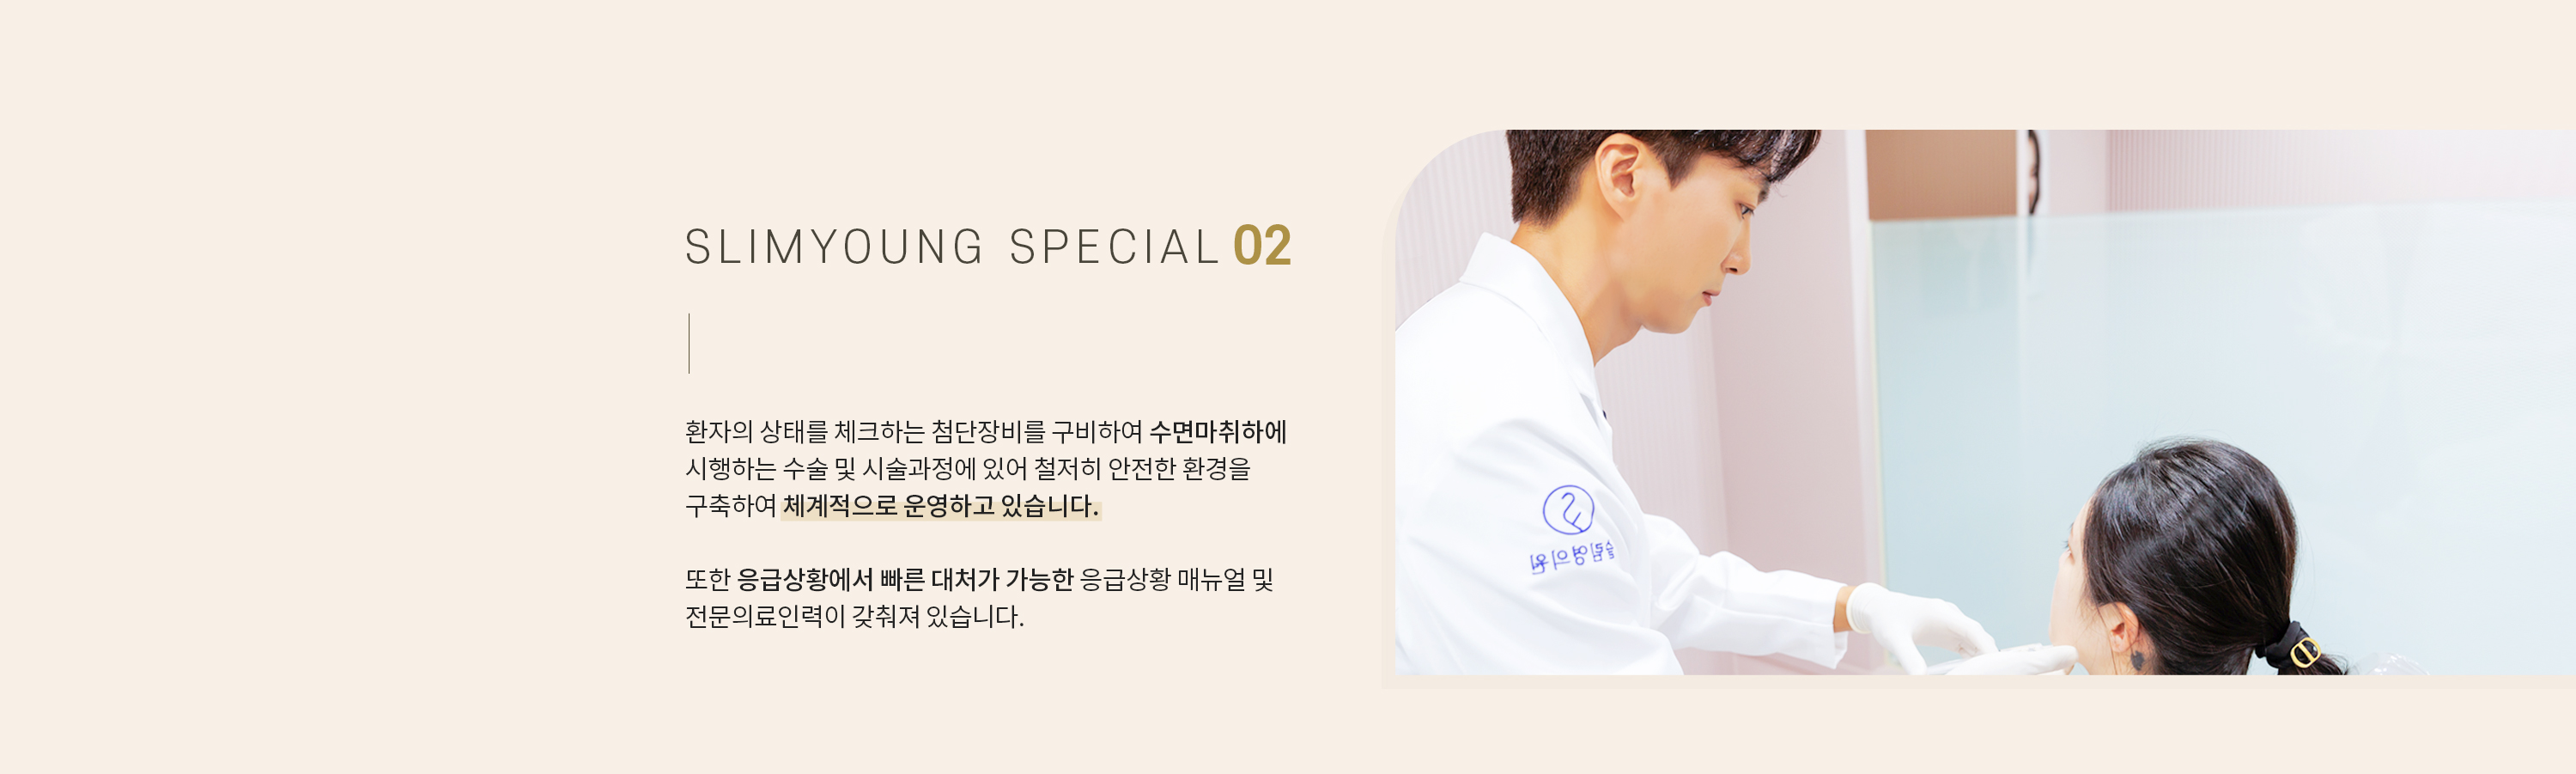 SLIMYOUNG SPECIAL 02
환자의 상태를 체크하는 첨단장비를 구비하여 수면마취하에
시행하는 수술 및 시술과정에 있어 철저히 안전한 환경을
구축하여 체계적으로 운영하고 있습니다.
또한 응급상황에서 빠른 대처가 가능한 응급상황 매뉴얼 및
전문의료인력이 갖춰져 있습니다.
슬림영의원